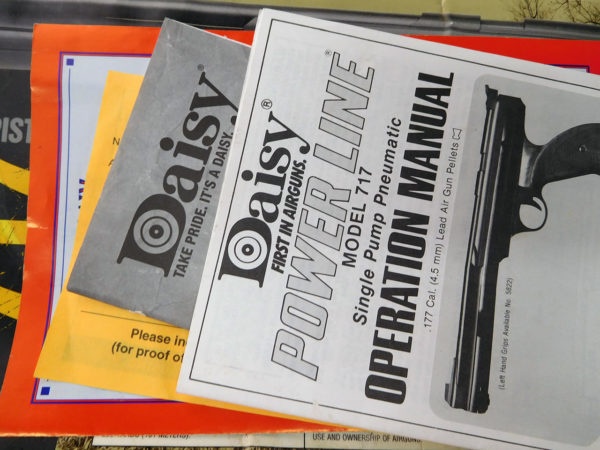 Daisy®
FIRST IN AIRGUNS.
POWER LINE®
MODEL 717
Single Pump Pneumatic
OPERATION MANUAL
.177 Cal. (4.5 mm) Lead Air Gun Pellets
(Left Hand Grips Available No. 5822)
Daisy®
TAKE PRIDE. IT'S A DAISY.
Please in
(for proof of
USE AND OWNERSHIP OF AIRGUN
PIST